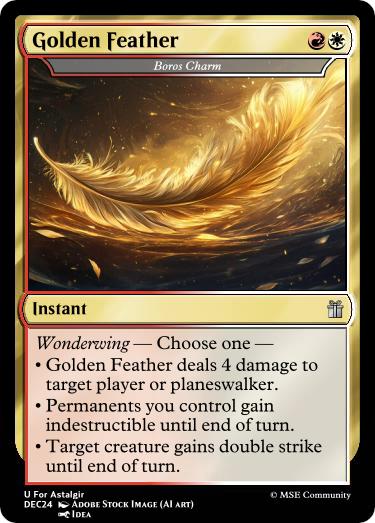 Golden Feather
Boros Charm
Instant
Wonderwing — Choose one —
• Golden Feather deals 4 damage to
target player or planeswalker.
• Permanents you control gain
indestructible until end of turn.
• Target creature gains double strike
until end of turn.
U For Astalgir
DEC24 Adobe Stock Image (AI art)
Idea
© MSE Community